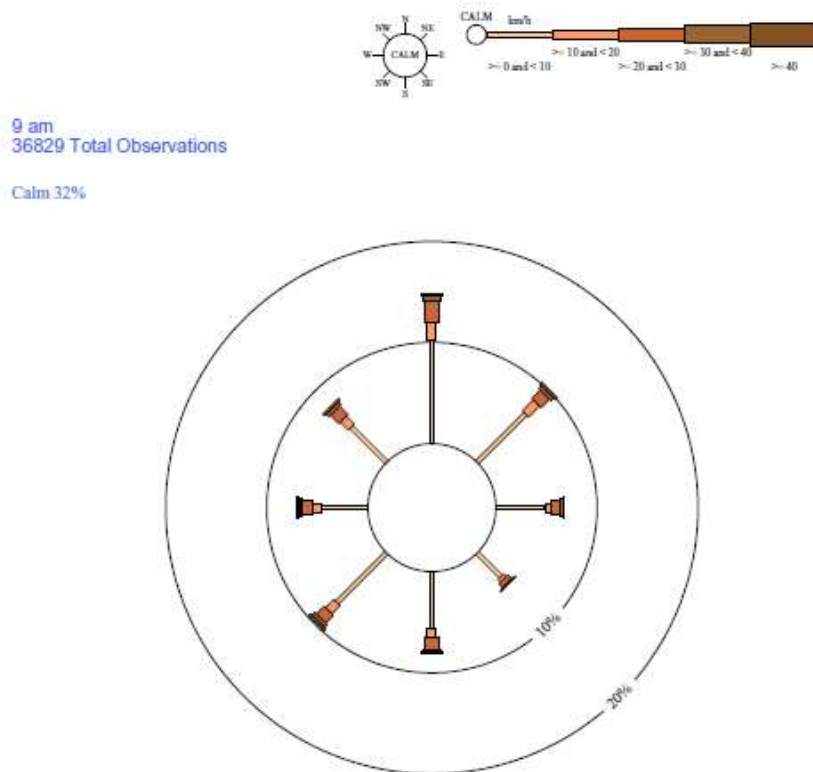 N
NW NE
W CALM E
SW SE
S
CALM km/h
>= 10 and < 20 >= 30 and < 40
>= 0 and < 10 >= 20 and < 30 >= 40
9 am
36829 Total Observations
Calm 32%
10%
20%